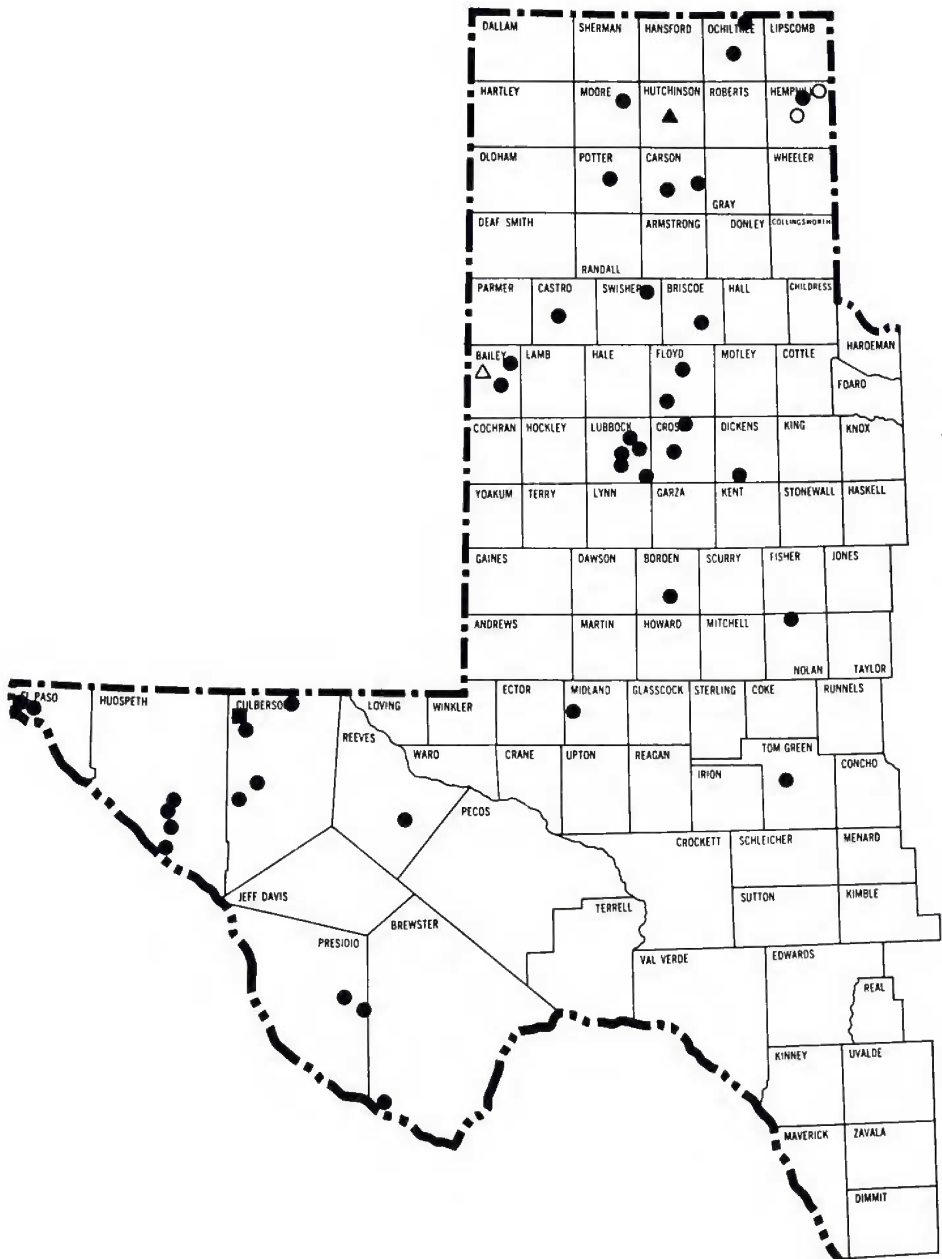 DALLAM SHERMAN HANSFORD OCHILTREE LIPSCOMB
HARTLEY MOORE HUTCHINSON ROBERTS HEMPHILL
OLDHAM POTTER CARSON WHEELER
GRAY
DEAF SMITH ARMSTRONG DONLEY COLLINGSWORTH
RANDALL
PARMER CASTRO SWISHER BRISCOE HALL CHILDRESS
HARDEMAN
BAILEY LAMB HALE FLOYD MOTLEY COTTLE
FOARD
COCHRAN HOCKLEY LUBBOCK CROSBY DICKENS KING KNOX
YOAKUM TERRY LYNN GARZA KENT STONEWALL HASKELL
GAINES DAWSON BORDEN SCURRY FISHER JONES
ANDREWS MARTIN HOWARD MITCHELL
NOLAN TAYLOR
EL PASO HUDSPETH CULBERSON LOVING WINKLER ECTOR MIDLAND GLASSCOCK STERLING COKE RUNNELS
REEVES WARD CRANE UPTON REAGAN TOM GREEN
IRION CONCHO
PECOS
CROCKETT SCHLEICHER MENARD
JEFF DAVIS SUTTON KIMBLE
BREWSTER TERRELL
PRESIDIO
VAL VERDE EDWARDS
REAL
KINNEY UVALDE
MAVERICK ZAVALA
DIMMIT